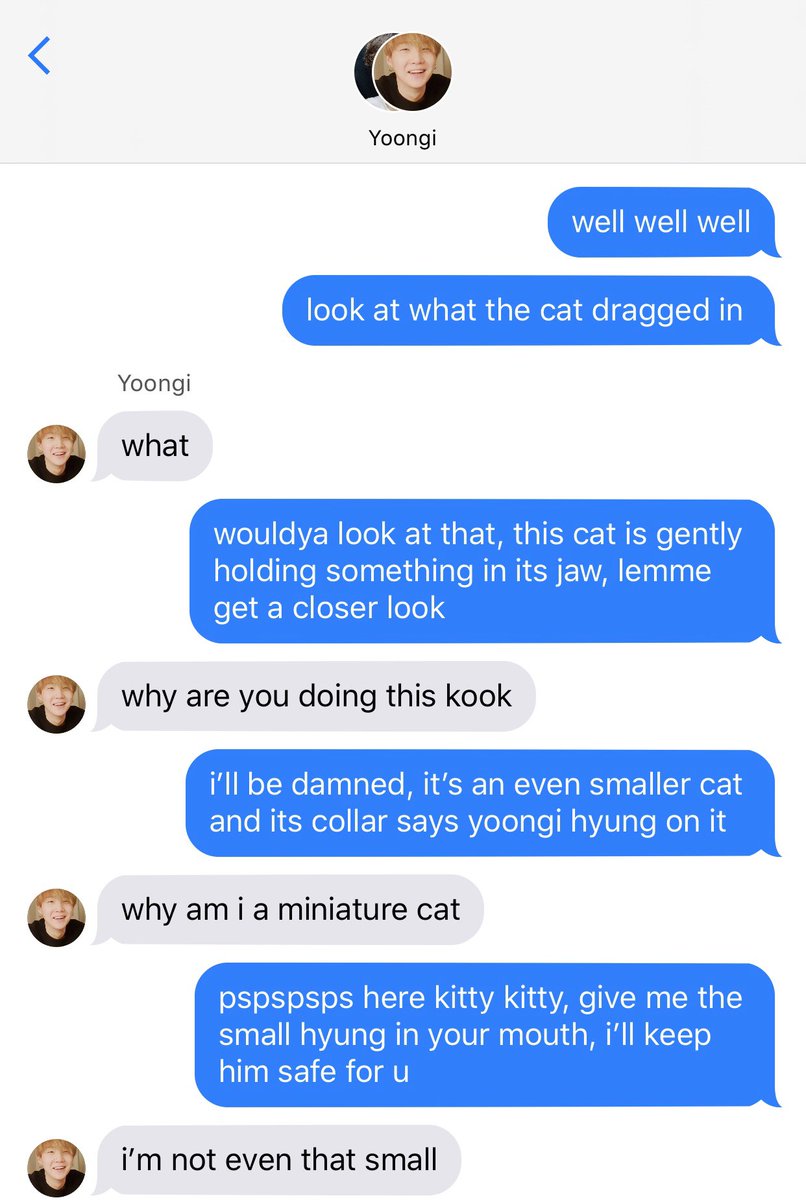 Yoongi
well well well
look at what the cat dragged in
Yoongi
what
wouldya look at that, this cat is gently
holding something in its jaw, lemme
get a closer look
why are you doing this kook
i’ll be damned, it’s an even smaller cat
and its collar says yoongi hyung on it
why am i a miniature cat
pspspsps here kitty kitty, give me the
small hyung in your mouth, i’ll keep
him safe for u
i’m not even that small